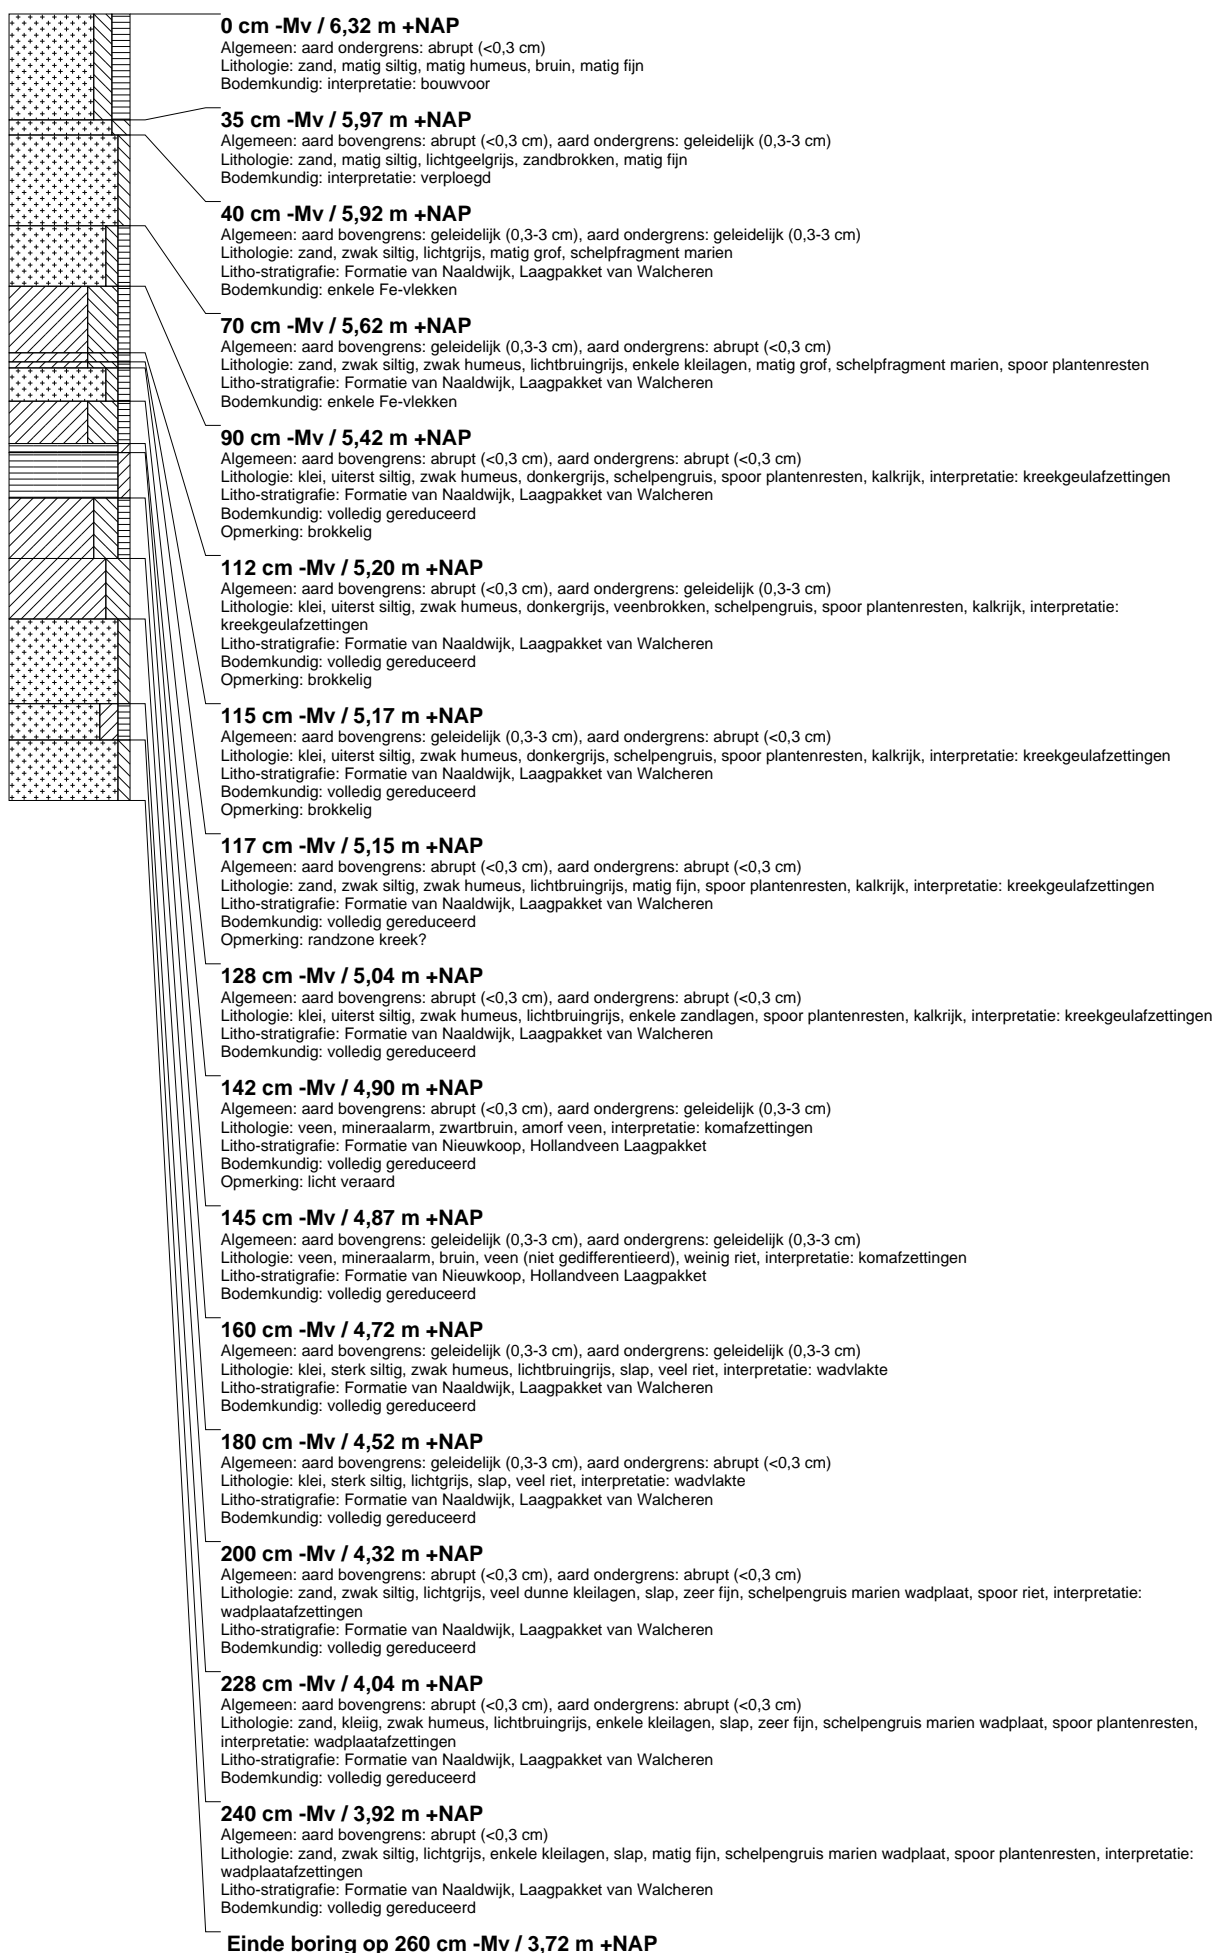 0 cm -Mv / 6,32 m +NAP
Algemeen: aard ondergrens: abrupt (<0,3 cm)
Lithologie: zand, matig siltig, matig humeus, bruin, matig fijn
Bodemkundig: interpretatie: bouwvoor
35 cm -Mv / 5,97 m +NAP
Algemeen: aard bovengrens: abrupt (<0,3 cm), aard ondergrens: geleidelijk (0,3-3 cm)
Lithologie: zand, matig siltig, lichtgeelgrijs, zandbrokken, matig fijn
Bodemkundig: interpretatie: verploegd
40 cm -Mv / 5,92 m +NAP
Algemeen: aard bovengrens: geleidelijk (0,3-3 cm), aard ondergrens: geleidelijk (0,3-3 cm)
Lithologie: zand, zwak siltig, lichtgrijs, matig grof, schelpfragment marien
Litho-stratigrafie: Formatie van Naaldwijk, Laagpakket van Walcheren
Bodemkundig: enkele Fe-vlekken
70 cm -Mv / 5,62 m +NAP
Algemeen: aard bovengrens: geleidelijk (0,3-3 cm), aard ondergrens: abrupt (<0,3 cm)
Lithologie: zand, zwak siltig, zwak humeus, lichtbruingrijs, enkele kleilagen, matig grof, schelpfragment marien, spoor plantenresten
Litho-stratigrafie: Formatie van Naaldwijk, Laagpakket van Walcheren
Bodemkundig: enkele Fe-vlekken
90 cm -Mv / 5,42 m +NAP
Algemeen: aard bovengrens: abrupt (<0,3 cm), aard ondergrens: abrupt (<0,3 cm)
Lithologie: klei, uiterst siltig, zwak humeus, donkergrijs, schelpengruis, spoor plantenresten, kalkrijk, interpretatie: kreekgeulafzettingen
Litho-stratigrafie: Formatie van Naaldwijk, Laagpakket van Walcheren
Bodemkundig: volledig gereduceerd
Opmerking: brokkelig
112 cm -Mv / 5,20 m +NAP
Algemeen: aard bovengrens: abrupt (<0,3 cm), aard ondergrens: geleidelijk (0,3-3 cm)
Lithologie: klei, uiterst siltig, zwak humeus, donkergrijs, veenbrokken, schelpengruis, spoor plantenresten, kalkrijk, interpretatie:
kreekgeulafzettingen
Litho-stratigrafie: Formatie van Naaldwijk, Laagpakket van Walcheren
Bodemkundig: volledig gereduceerd
Opmerking: brokkelig
115 cm -Mv / 5,17 m +NAP
Algemeen: aard bovengrens: geleidelijk (0,3-3 cm), aard ondergrens: abrupt (<0,3 cm)
Lithologie: klei, uiterst siltig, zwak humeus, donkergrijs, schelpengruis, spoor plantenresten, kalkrijk, interpretatie: kreekgeulafzettingen
Litho-stratigrafie: Formatie van Naaldwijk, Laagpakket van Walcheren
Bodemkundig: volledig gereduceerd
Opmerking: brokkelig
117 cm -Mv / 5,15 m +NAP
Algemeen: aard bovengrens: abrupt (<0,3 cm), aard ondergrens: abrupt (<0,3 cm)
Lithologie: zand, zwak siltig, zwak humeus, lichtbruingrijs, matig fijn, spoor plantenresten, kalkrijk, interpretatie: kreekgeulafzettingen
Litho-stratigrafie: Formatie van Naaldwijk, Laagpakket van Walcheren
Bodemkundig: volledig gereduceerd
Opmerking: randzone kreek?
128 cm -Mv / 5,04 m +NAP
Algemeen: aard bovengrens: abrupt (<0,3 cm), aard ondergrens: abrupt (<0,3 cm)
Lithologie: klei, uiterst siltig, zwak humeus, lichtbruingrijs, enkele zandlagen, spoor plantenresten, kalkrijk, interpretatie: kreekgeulafzettingen
Litho-stratigrafie: Formatie van Naaldwijk, Laagpakket van Walcheren
Bodemkundig: volledig gereduceerd
142 cm -Mv / 4,90 m +NAP
Algemeen: aard bovengrens: abrupt (<0,3 cm), aard ondergrens: geleidelijk (0,3-3 cm)
Lithologie: veen, mineraalarm, zwartbruin, amorf veen, interpretatie: komafzettingen
Litho-stratigrafie: Formatie van Nieuwkoop, Hollandveen Laagpakket
Bodemkundig: volledig gereduceerd
Opmerking: licht veraard
145 cm -Mv / 4,87 m +NAP
Algemeen: aard bovengrens: geleidelijk (0,3-3 cm), aard ondergrens: geleidelijk (0,3-3 cm)
Lithologie: veen, mineraalarm, bruin, veen (niet gedifferentieerd), weinig riet, interpretatie: komafzettingen
Litho-stratigrafie: Formatie van Nieuwkoop, Hollandveen Laagpakket
Bodemkundig: volledig gereduceerd
160 cm -Mv / 4,72 m +NAP
Algemeen: aard bovengrens: geleidelijk (0,3-3 cm), aard ondergrens: geleidelijk (0,3-3 cm)
Lithologie: klei, sterk siltig, zwak humeus, lichtbruingrijs, slap, veel riet, interpretatie: wadvlakte
Litho-stratigrafie: Formatie van Naaldwijk, Laagpakket van Walcheren
Bodemkundig: volledig gereduceerd
180 cm -Mv / 4,52 m +NAP
Algemeen: aard bovengrens: geleidelijk (0,3-3 cm), aard ondergrens: abrupt (<0,3 cm)
Lithologie: klei, sterk siltig, lichtgrijs, slap, veel riet, interpretatie: wadvlakte
Litho-stratigrafie: Formatie van Naaldwijk, Laagpakket van Walcheren
Bodemkundig: volledig gereduceerd
200 cm -Mv / 4,32 m +NAP
Algemeen: aard bovengrens: abrupt (<0,3 cm), aard ondergrens: abrupt (<0,3 cm)
Lithologie: zand, zwak siltig, lichtgrijs, veel dunne kleilagen, slap, zeer fijn, schelpengruis marien wadplaat, spoor riet, interpretatie:
wadplaatafzettingen
Litho-stratigrafie: Formatie van Naaldwijk, Laagpakket van Walcheren
Bodemkundig: volledig gereduceerd
228 cm -Mv / 4,04 m +NAP
Algemeen: aard bovengrens: abrupt (<0,3 cm), aard ondergrens: abrupt (<0,3 cm)
Lithologie: zand, kleiig, zwak humeus, lichtbruingrijs, enkele kleilagen, slap, zeer fijn, schelpengruis marien wadplaat, spoor plantenresten,
interpretatie: wadplaatafzettingen
Litho-stratigrafie: Formatie van Naaldwijk, Laagpakket van Walcheren
Bodemkundig: volledig gereduceerd
240 cm -Mv / 3,92 m +NAP
Algemeen: aard bovengrens: abrupt (<0,3 cm)
Lithologie: zand, zwak siltig, lichtgrijs, enkele kleilagen, slap, matig fijn, schelpengruis marien wadplaat, spoor plantenresten, interpretatie:
wadplaatafzettingen
Litho-stratigrafie: Formatie van Naaldwijk, Laagpakket van Walcheren
Bodemkundig: volledig gereduceerd
Einde boring op 260 cm -Mv / 3,72 m +NAP